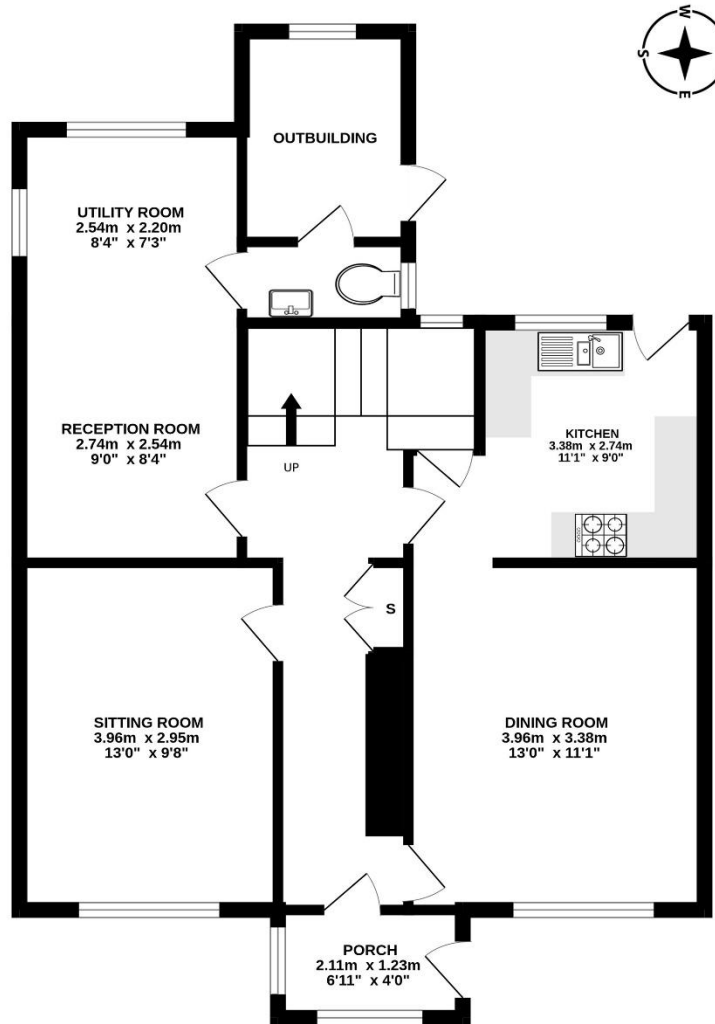 W
S
E
OUTBUILDING
UTILITY ROOM
2.54m x 2.20m
8'4" x 7'3"
RECEPTION ROOM
2.74m x 2.54m
9'0" x 8'4"
UP
KITCHEN
3.38m x 2.74m
11'1" x 9'0"
S
SITTING ROOM
3.96m x 2.95m
13'0" x 9'8"
DINING ROOM
3.96m x 3.38m
13'0" x 11'1"
PORCH
2.11m x 1.23m
6'11" x 4'0"